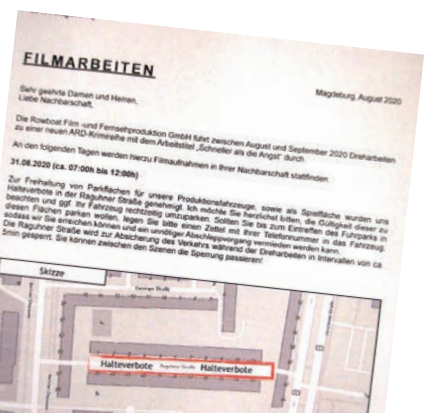 FILMARBEITEN
Magdeburg, August 2020
Sehr geehrte Damen und Herren,
Liebe Nachbarschaft,
Die Rowboat Film -und Fernsehproduktion GmbH führt zwischen August und September 2020 Dreharbeiten
zu einer neuen ARD-Krimireihe mit dem Arbeitstitel „Schneller als die Angst" durch.
An den folgenden Tagen werden hierzu Filmaufnahmen in Ihrer Nachbarschaft stattfinden
31.08.2020 (ca. 07:00h bis 12:00h)
Zur Freihaltung von Parkflächen für unsere Produktionsfahrzeuge, sowie als Spielfläche wurden uns
Halteverbote in der Raguhner Straße genehmigt. Ich möchte Sie herzlichst bitten, die Gültigkeit dieser zu
beachten und ggf. Ihr Fahrzeug rechtzeitig umzuparken. Sollten Sie bis zum Eintreffen des Fuhrparks in
diesen Flächen parken wollen, legen Sie bitte einen Zettel mit Ihrer Telefonnummer in das Fahrzeug,
sodass wir Sie erreichen können und ein unnötiger Abschleppvorgang vermieden werden kann.
Die Raguhner Straße wird zur Absicherung des Verkehrs während der Dreharbeiten in Intervallen von ca.
5min gesperrt. Sie können zwischen den Szenen die Sperrung passieren!
Skizze
Halteverbote Raguhner Straße Halteverbote